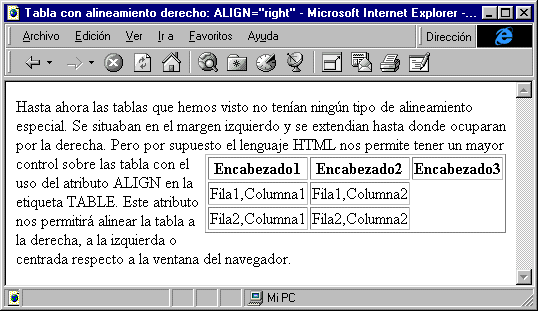 Tabla con alineamiento derecho: ALIGN="right" - Microsoft Internet Explorer -...
Archivo Edición Ver Ir a Favoritos Ayuda Dirección
Hasta ahora las tablas que hemos visto no tenían ningún tipo de alineamiento
especial. Se situaban en el margen izquierdo y se extendian hasta donde ocuparan
por la derecha. Pero por supuesto el lenguaje HTML nos permite tener un mayor
control sobre las tabla con el
uso del atributo ALIGN en la
etiqueta TABLE. Este atributo
nos permitirá alinear la tabla a
la derecha, a la izquierda o
centrada respecto a la ventana del navegador.
Encabezado1 Encabezado2 Encabezado3
Fila1,Columna1 Fila1,Columna2
Fila2,Columna1 Fila2,Columna2
Mi PC